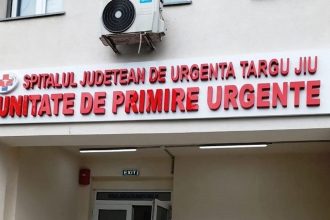 SPITALUL JUDETEAN DE URGENTA TARGU JIU
UNITATE DE PRIMIRE URGENTE
EXIT